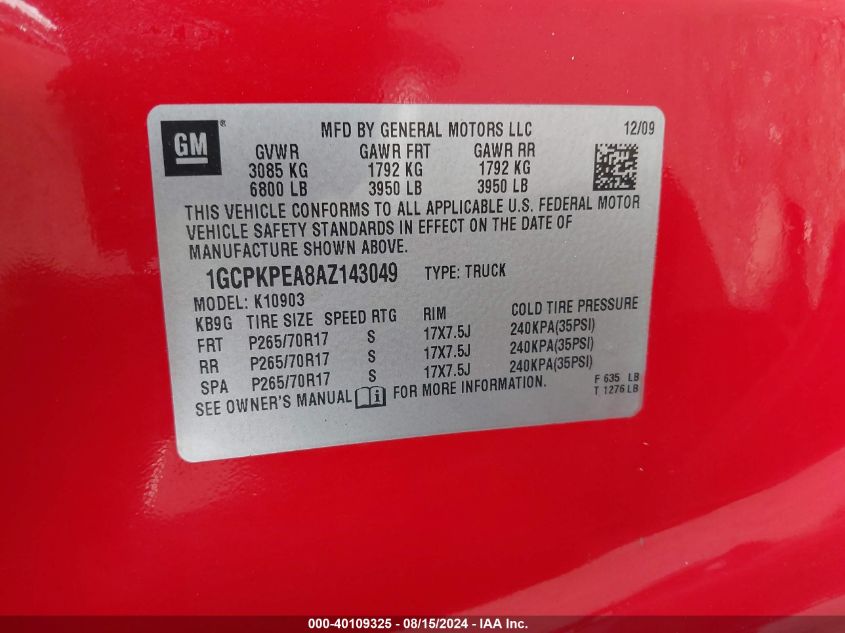 GM ® MFD BY GENERAL MOTORS LLC 12/09
GVWR GAWR FRT GAWR RR
3085 KG 1792 KG 1792 KG
6800 LB 3950 LB 3950 LB
THIS VEHICLE CONFORMS TO ALL APPLICABLE U.S. FEDERAL MOTOR
VEHICLE SAFETY STANDARDS IN EFFECT ON THE DATE OF
MANUFACTURE SHOWN ABOVE.
1GCPKPEA8AZ143049 TYPE: TRUCK
MODEL: K10903
KB9G TIRE SIZE SPEED RTG RIM COLD TIRE PRESSURE
FRT P265/70R17 S 17X7.5J 240KPA(35PSI)
RR P265/70R17 S 17X7.5J 240KPA(35PSI)
SPA P265/70R17 S 17X7.5J 240KPA(35PSI)
SEE OWNER'S MANUAL i FOR MORE INFORMATION.
F 635 LB
T 1276 LB
000-40109325 - 08/15/2024 - IAA Inc.